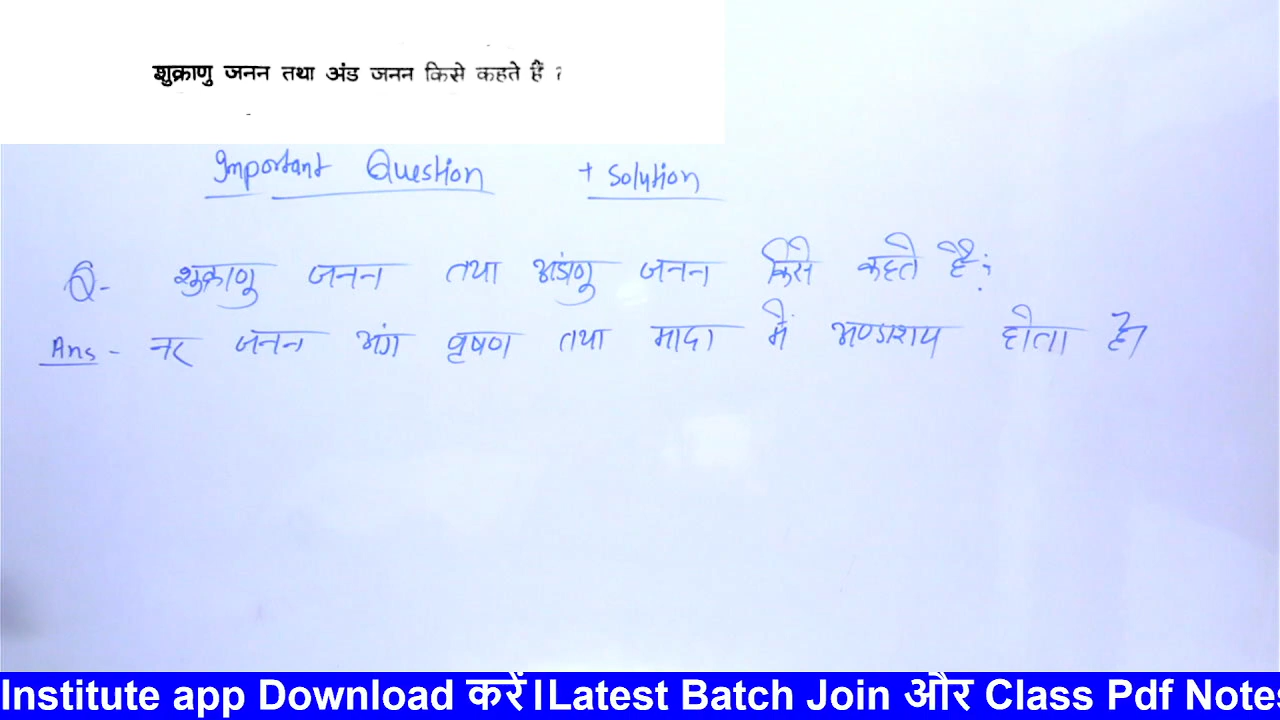 शुक्राणु जनन तथा अंड जनन किसे कहते हैं ?
Important Question + Solution
Q- शुक्राणु जनन तथा अंडाणु जनन किसे कहते है ?
Ans - नर जनन अंग वृषण तथा मादा में अण्डाशय होता है।
Institute app Download करें।Latest Batch Join और Class Pdf Notes